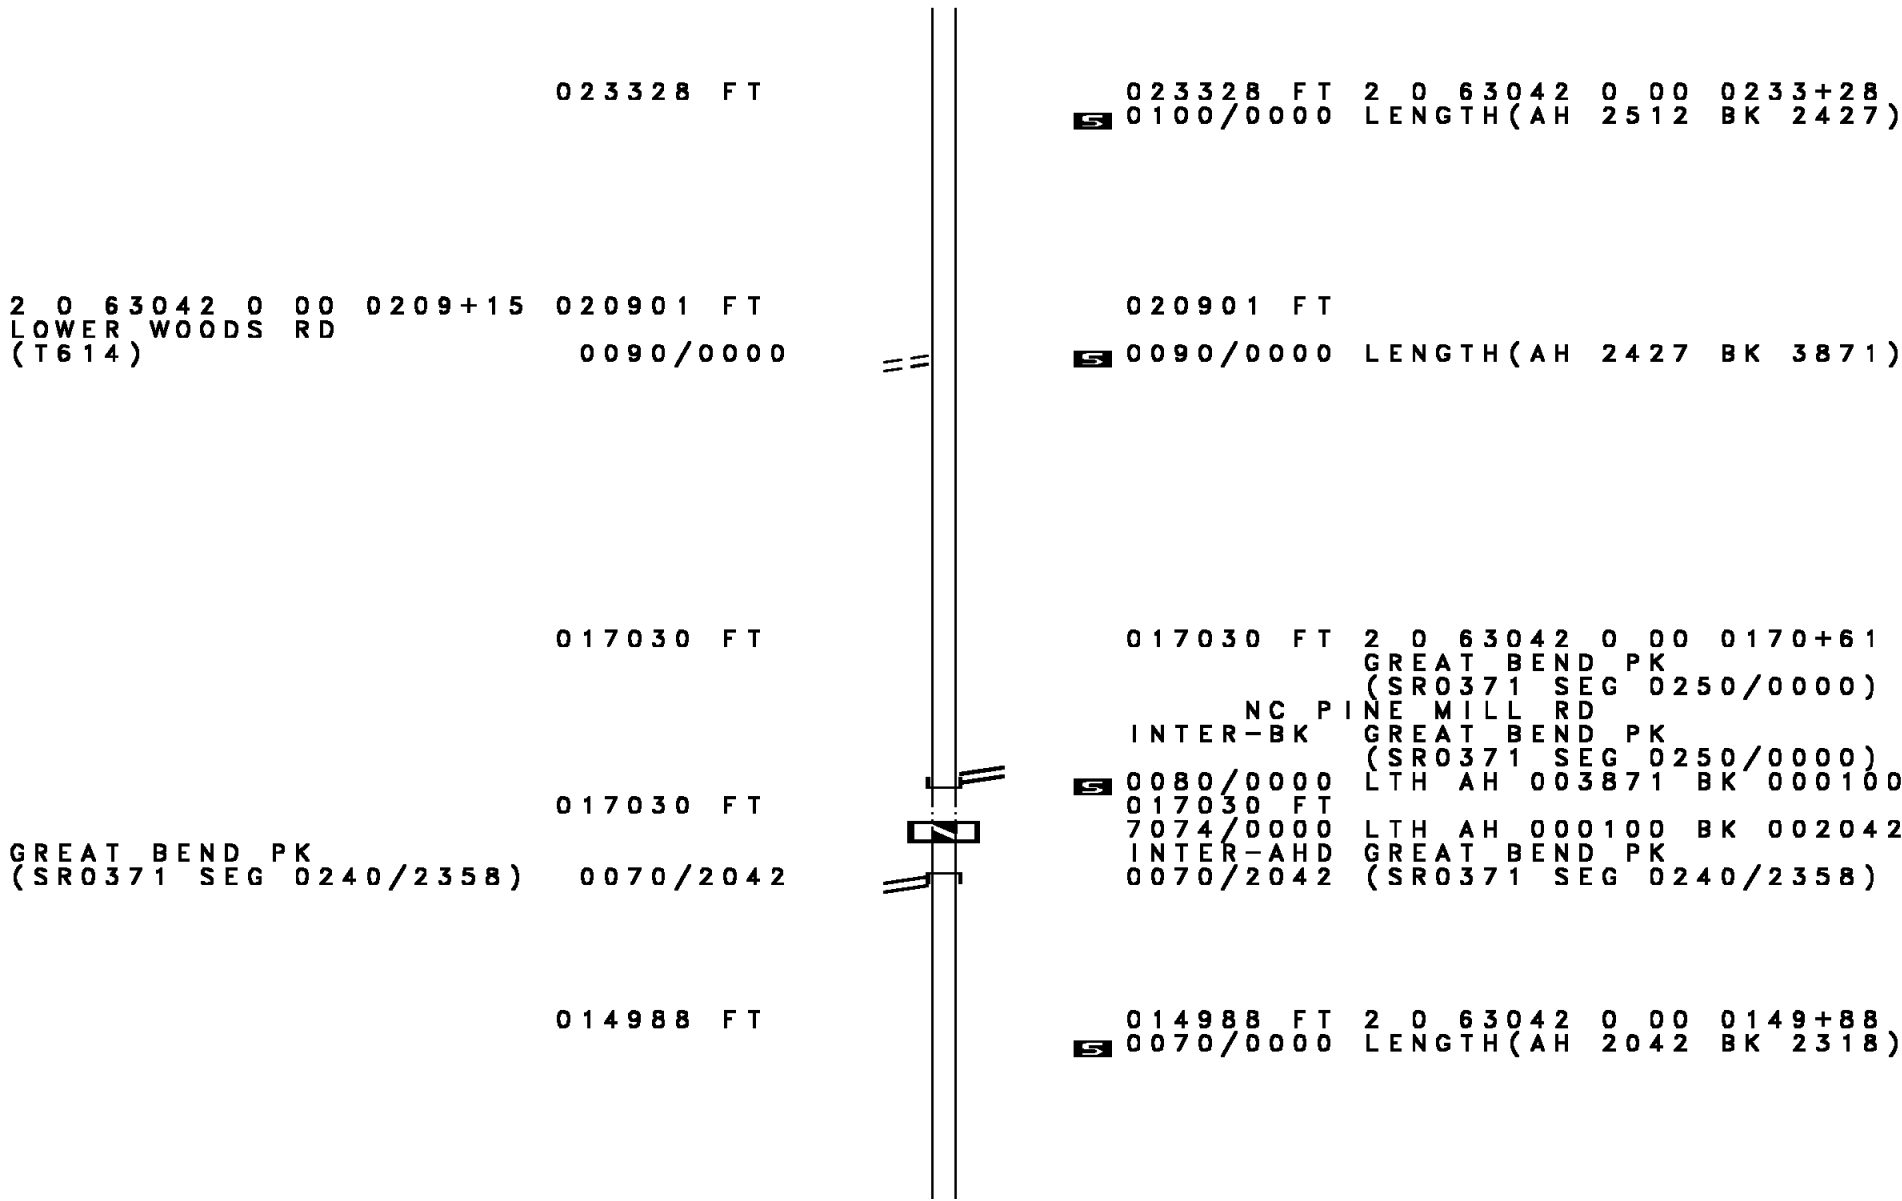 023328 FT
023328 FT 2 0 63042 0 00 0233+28
S 0100/0000 LENGTH(AH 2512 BK 2427)
2 0 63042 0 00 0209+15 020901 FT
020901 FT
LOWER WOODS RD
(T614) 0090/0000
S 0090/0000 LENGTH(AH 2427 BK 3871)
017030 FT
017030 FT 2 0 63042 0 00 0170+61
GREAT BEND PK
(SR0371 SEG 0250/0000)
NC PINE MILL RD
INTER-BK GREAT BEND PK
(SR0371 SEG 0250/0000)
S 0080/0000 LTH AH 003871 BK 000100
017030 FT
017030 FT
7074/0000 LTH AH 000100 BK 002042
GREAT BEND PK
INTER-AHD GREAT BEND PK
(SR0371 SEG 0240/2358) 0070/2042
0070/2042 (SR0371 SEG 0240/2358)
014988 FT
014988 FT 2 0 63042 0 00 0149+88
S 0070/0000 LENGTH(AH 2042 BK 2318)